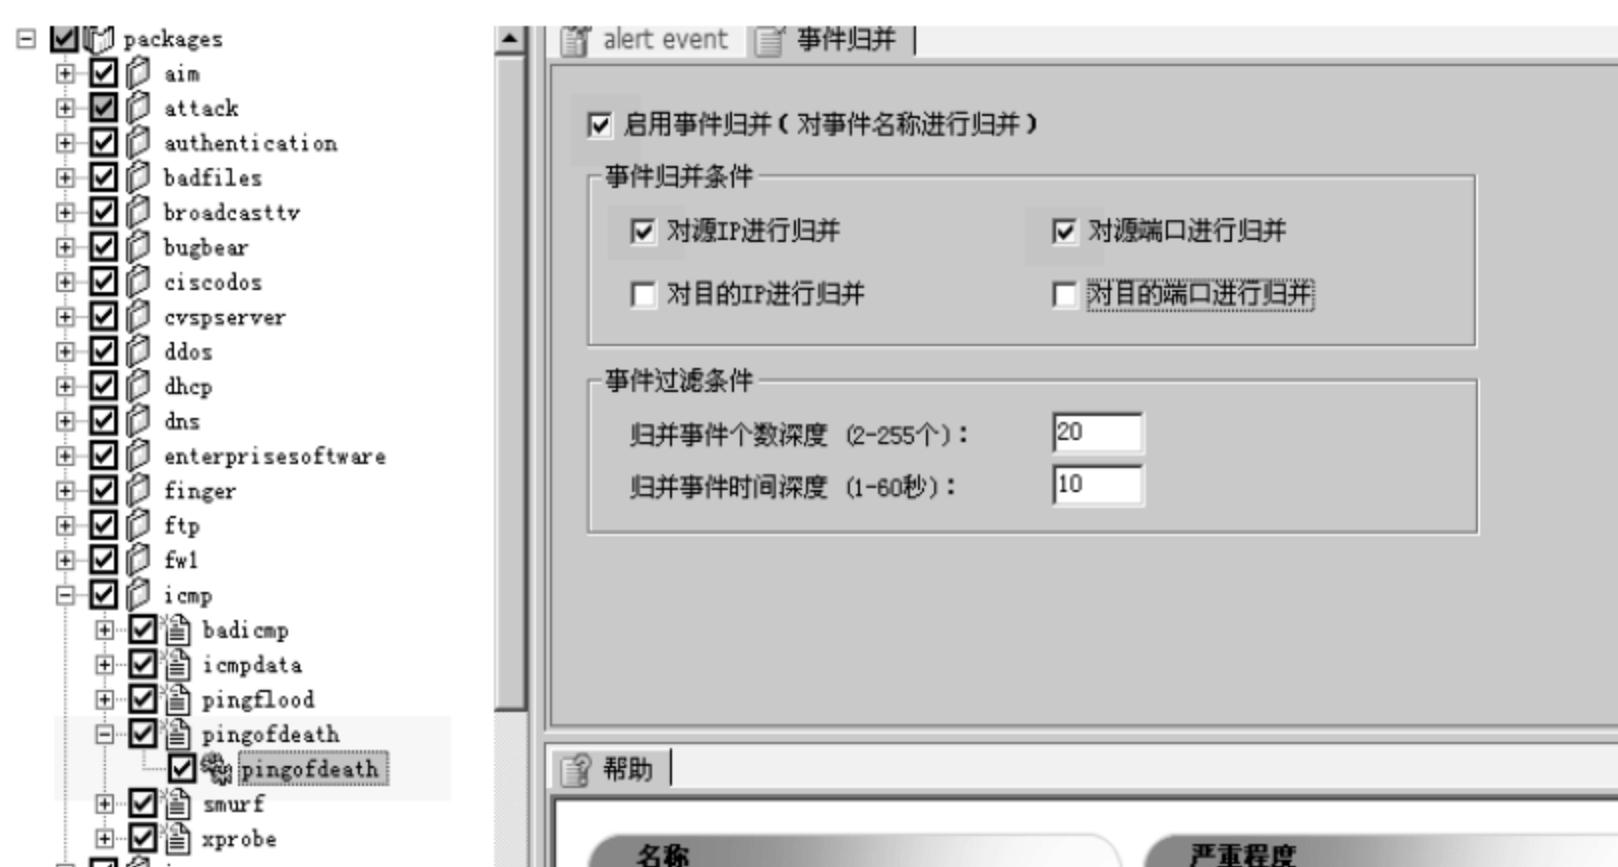 packages
aim
attack
authentication
badfiles
broadcasttv
bugbear
ciscodos
cvspserver
ddos
dhcp
dns
enterprisesoftware
finger
ftp
fw1
icmp
badicmp
icmpdata
pingflood
pingofdeath
pingofdeath
smurf
xprobe
alert event 事件归并
启用事件归并(对事件名称进行归并)
事件归并条件
对源IP进行归并 对源端口进行归并
对目的IP进行归并 对目的端口进行归并
事件过滤条件
归并事件个数深度 (2-255个): 20
归并事件时间深度 (1-60秒): 10
帮助
名称 严重程度